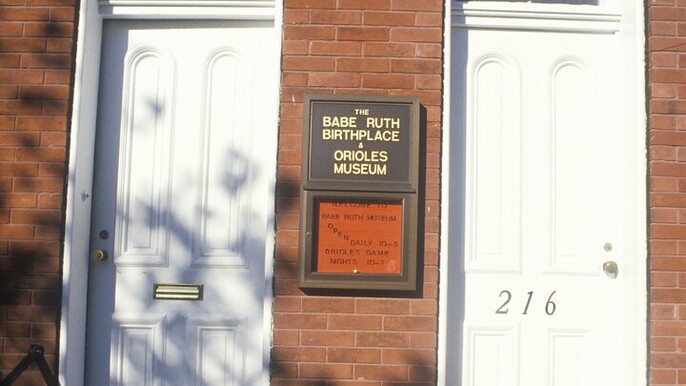 THE
BABE RUTH
BIRTHPLACE
&
ORIOLES
MUSEUM
WELCOME TO
BABE RUTH MUSEUM
OPEN
DAILY 10-5
ORIOLES GAME
NIGHTS 10-7
216